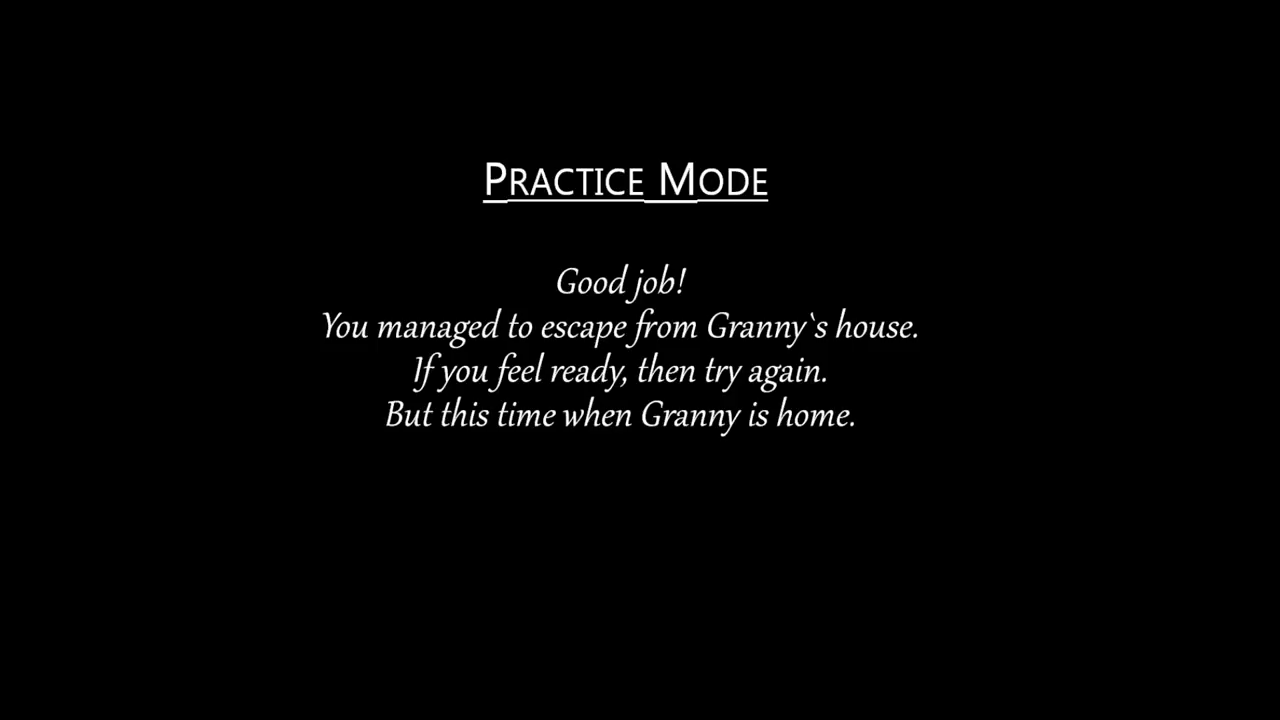 Practice Mode
Good job!
You managed to escape from Granny`s house.
If you feel ready, then try again.
But this time when Granny is home.